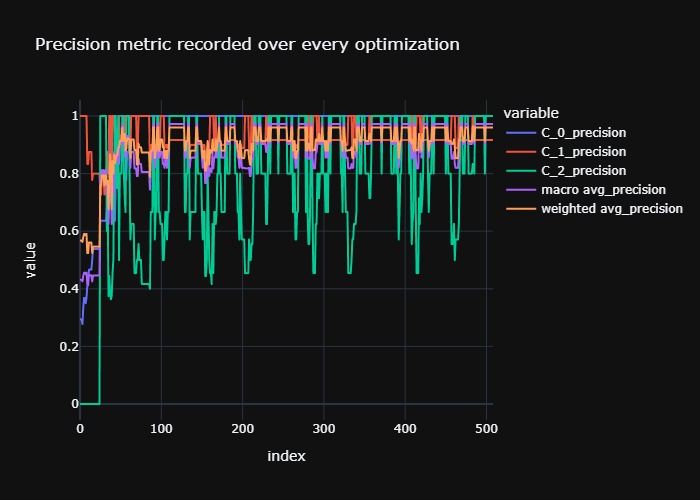 Precision metric recorded over every optimization
1
0.8
0.6
0.4
0.2
0
value
0
100
200
300
400
500
index
variable
C_0_precision
C_1_precision
C_2_precision
macro avg_precision
weighted avg_precision